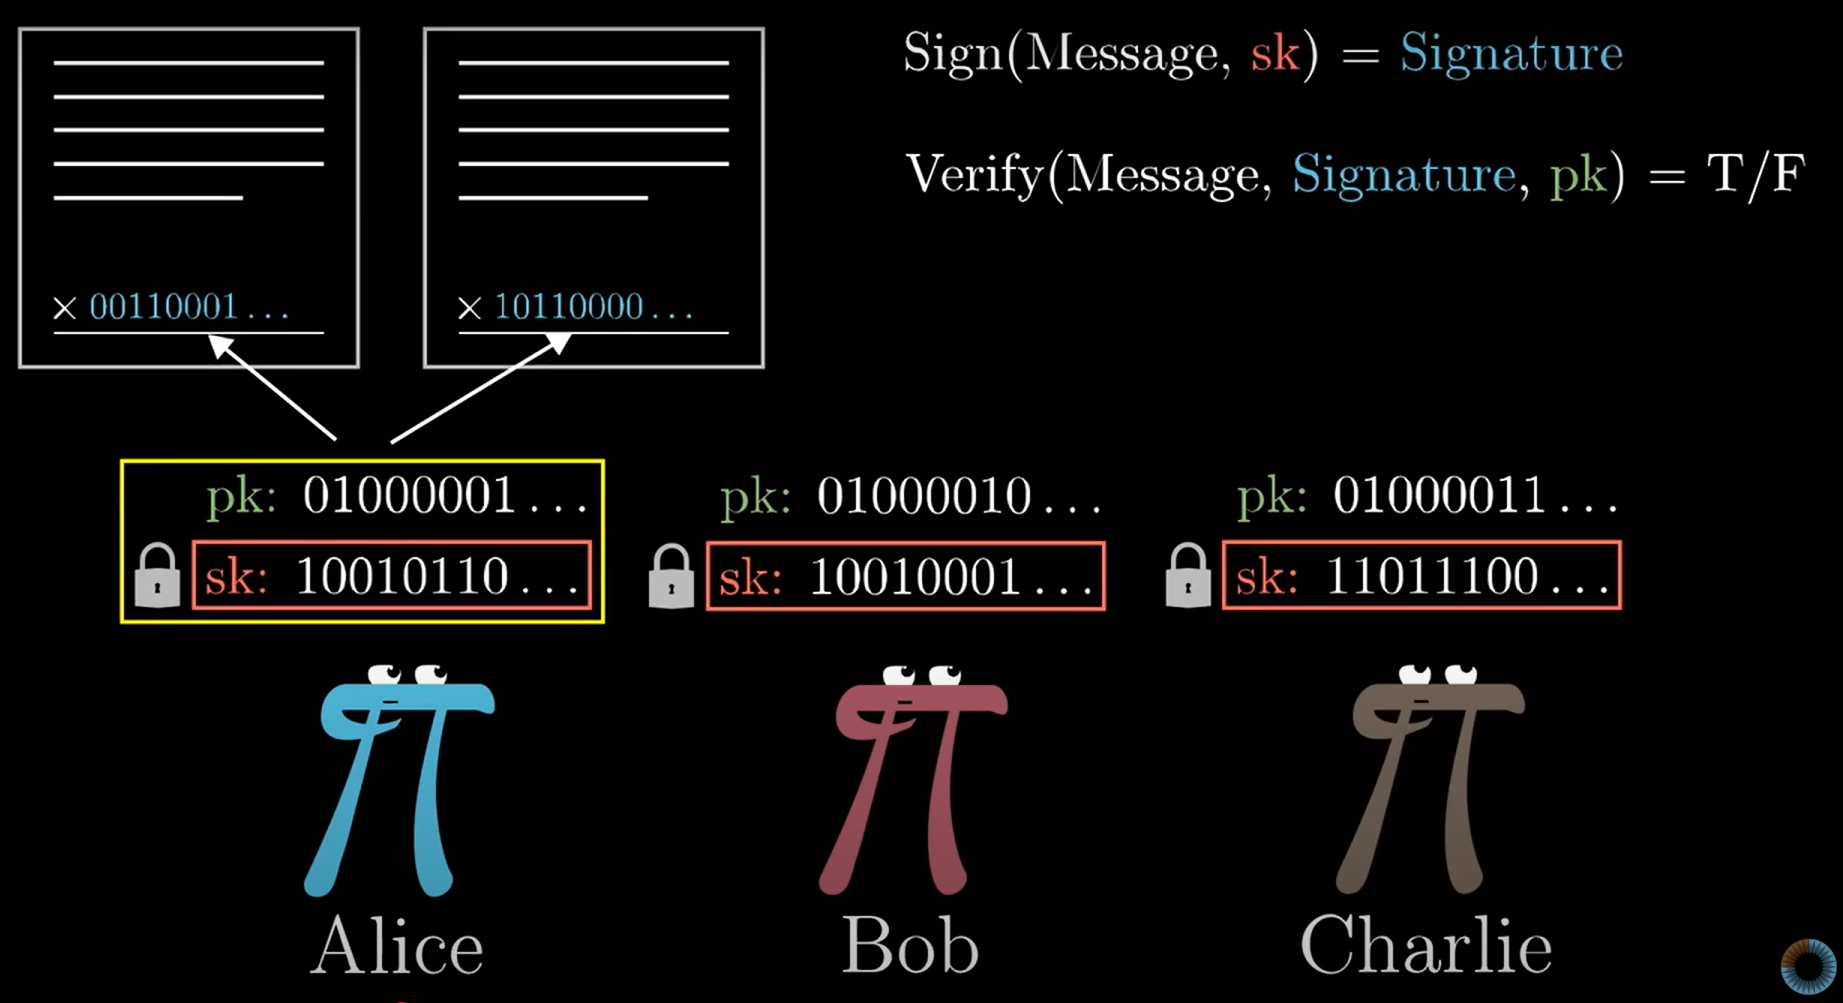 Sign(Message, sk) = Signature
Verify(Message, Signature, pk) = T/F
× 00110001...
× 10110000...
pk: 01000001...
sk: 10010110...
pk: 01000010...
sk: 10010001...
pk: 01000011...
sk: 11011100...
Alice
Bob
Charlie